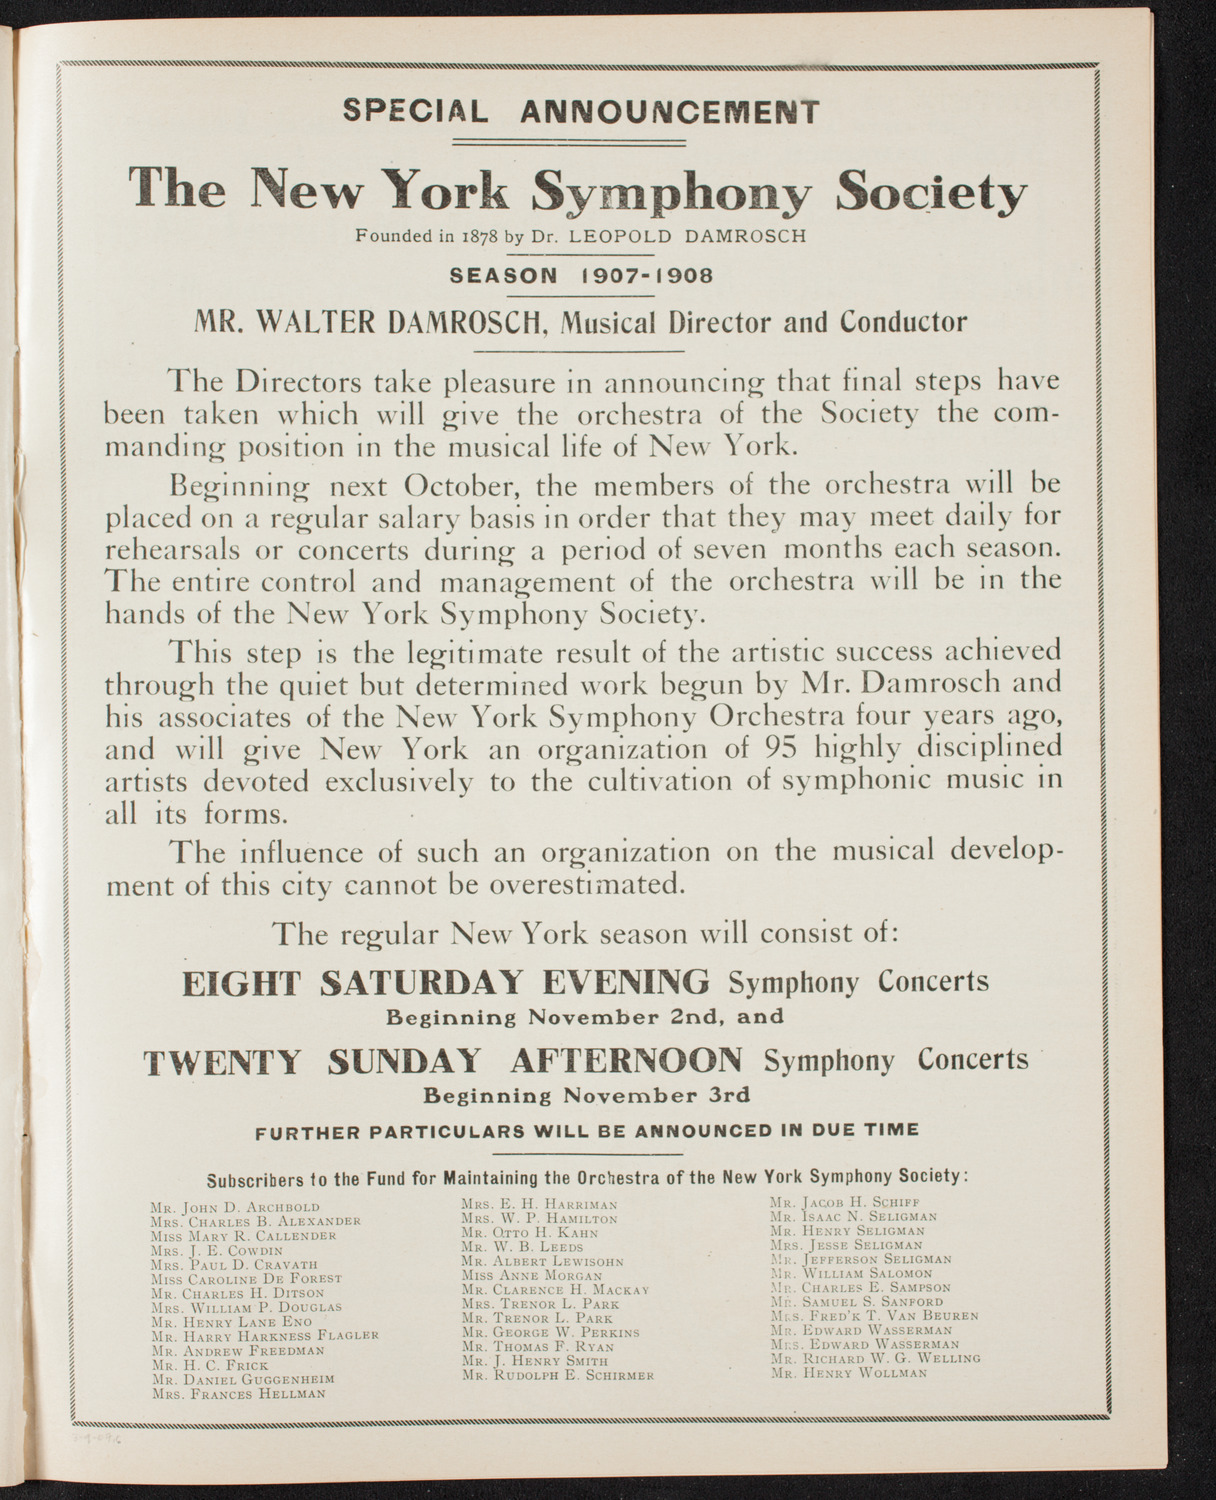 SPECIAL ANNOUNCEMENT
The New York Symphony Society
Founded in 1878 by Dr. LEOPOLD DAMROSCH
SEASON 1907-1908
MR. WALTER DAMROSCH, Musical Director and Conductor
The Directors take pleasure in announcing that final steps have
been taken which will give the orchestra of the Society the com-
manding position in the musical life of New York.
Beginning next October, the members of the orchestra will be
placed on a regular salary basis in order that they may meet daily for
rehearsals or concerts during a period of seven months each season.
The entire control and management of the orchestra will be in the
hands of the New York Symphony Society.
This step is the legitimate result of the artistic success achieved
through the quiet but determined work begun by Mr. Damrosch and
his associates of the New York Symphony Orchestra four years ago,
and will give New York an organization of 95 highly disciplined
artists devoted exclusively to the cultivation of symphonic music in
all its forms.
The influence of such an organization on the musical develop-
ment of this city cannot be overestimated.
The regular New York season will consist of:
EIGHT SATURDAY EVENING Symphony Concerts
Beginning November 2nd, and
TWENTY SUNDAY AFTERNOON Symphony Concerts
Beginning November 3rd
FURTHER PARTICULARS WILL BE ANNOUNCED IN DUE TIME
Subscribers to the Fund for Maintaining the Orchestra of the New York Symphony Society:
MR. JOHN D. ARCHBOLD
MRS. CHARLES B. ALEXANDER
MISS MARY R. CALLENDER
MRS. J. E. COWDIN
MRS. PAUL D. CRAVATH
MISS CAROLINE DE FOREST
MR. CHARLES H. DITSON
MRS. WILLIAM P. DOUGLAS
MR. HENRY LANE ENO
MR. HARRY HARKNESS FLAGLER
MR. ANDREW FREEDMAN
MR. H. C. FRICK
MR. DANIEL GUGGENHEIM
MRS. FRANCES HELLMAN
MRS. E. H. HARRIMAN
MRS. W. P. HAMILTON
MR. OTTO H. KAHN
MR. W. B. LEEDS
MR. ALBERT LEWISOHN
MISS ANNE MORGAN
MR. CLARENCE H. MACKAY
MRS. TRENOR L. PARK
MR. TRENOR L. PARK
MR. GEORGE W. PERKINS
MR. THOMAS F. RYAN
MR. J. HENRY SMITH
MR. RUDOLPH E. SCHIRMER
MR. JACOB H. SCHIFF
MR. ISAAC N. SELIGMAN
MR. HENRY SELIGMAN
MRS. JESSE SELIGMAN
MR. JEFFERSON SELIGMAN
MR. WILLIAM SALOMON
MR. CHARLES E. SAMPSON
MR. SAMUEL S. SANFORD
MRS. FRED'K T. VAN BEUREN
MR. EDWARD WASSERMAN
MRS. EDWARD WASSERMAN
MR. RICHARD W. G. WELLING
MR. HENRY WOLLMAN